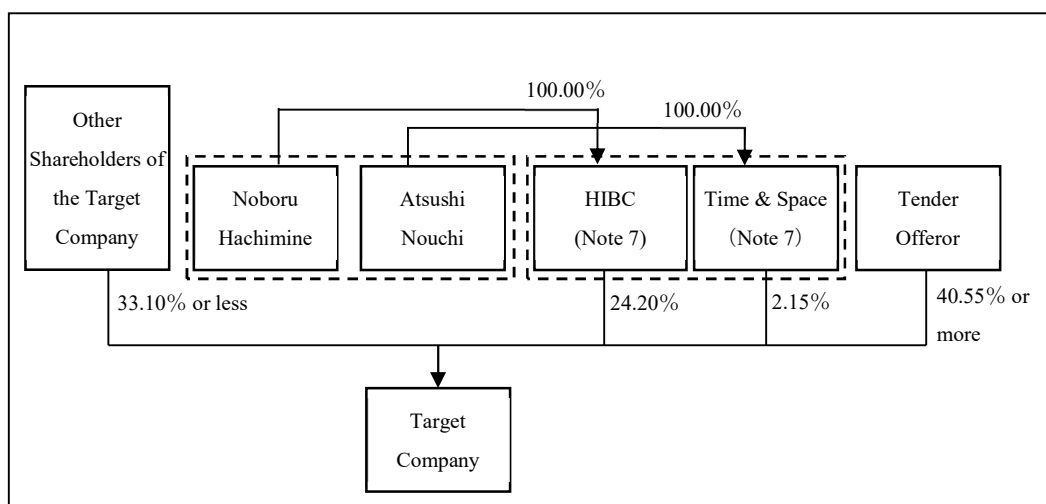 100.00%
100.00%
Other
Shareholders of
the Target
Company
Noboru
Hachimine
Atsushi
Nouchi
HIBC
(Note 7)
Time & Space
（Note 7）
Tender
Offeror
33.10% or less
24.20%
2.15%
40.55% or
more
Target
Company